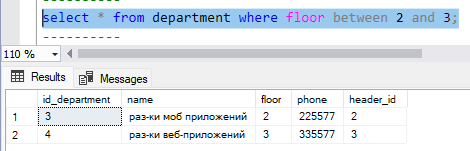 ----------
select * from department where floor between 2 and 3;
----------
110 %
Results Messages
id_department name floor phone header_id
1 3 раз-ки моб приложений 2 225577 2
2 4 раз-ки веб-приложений 3 335577 3